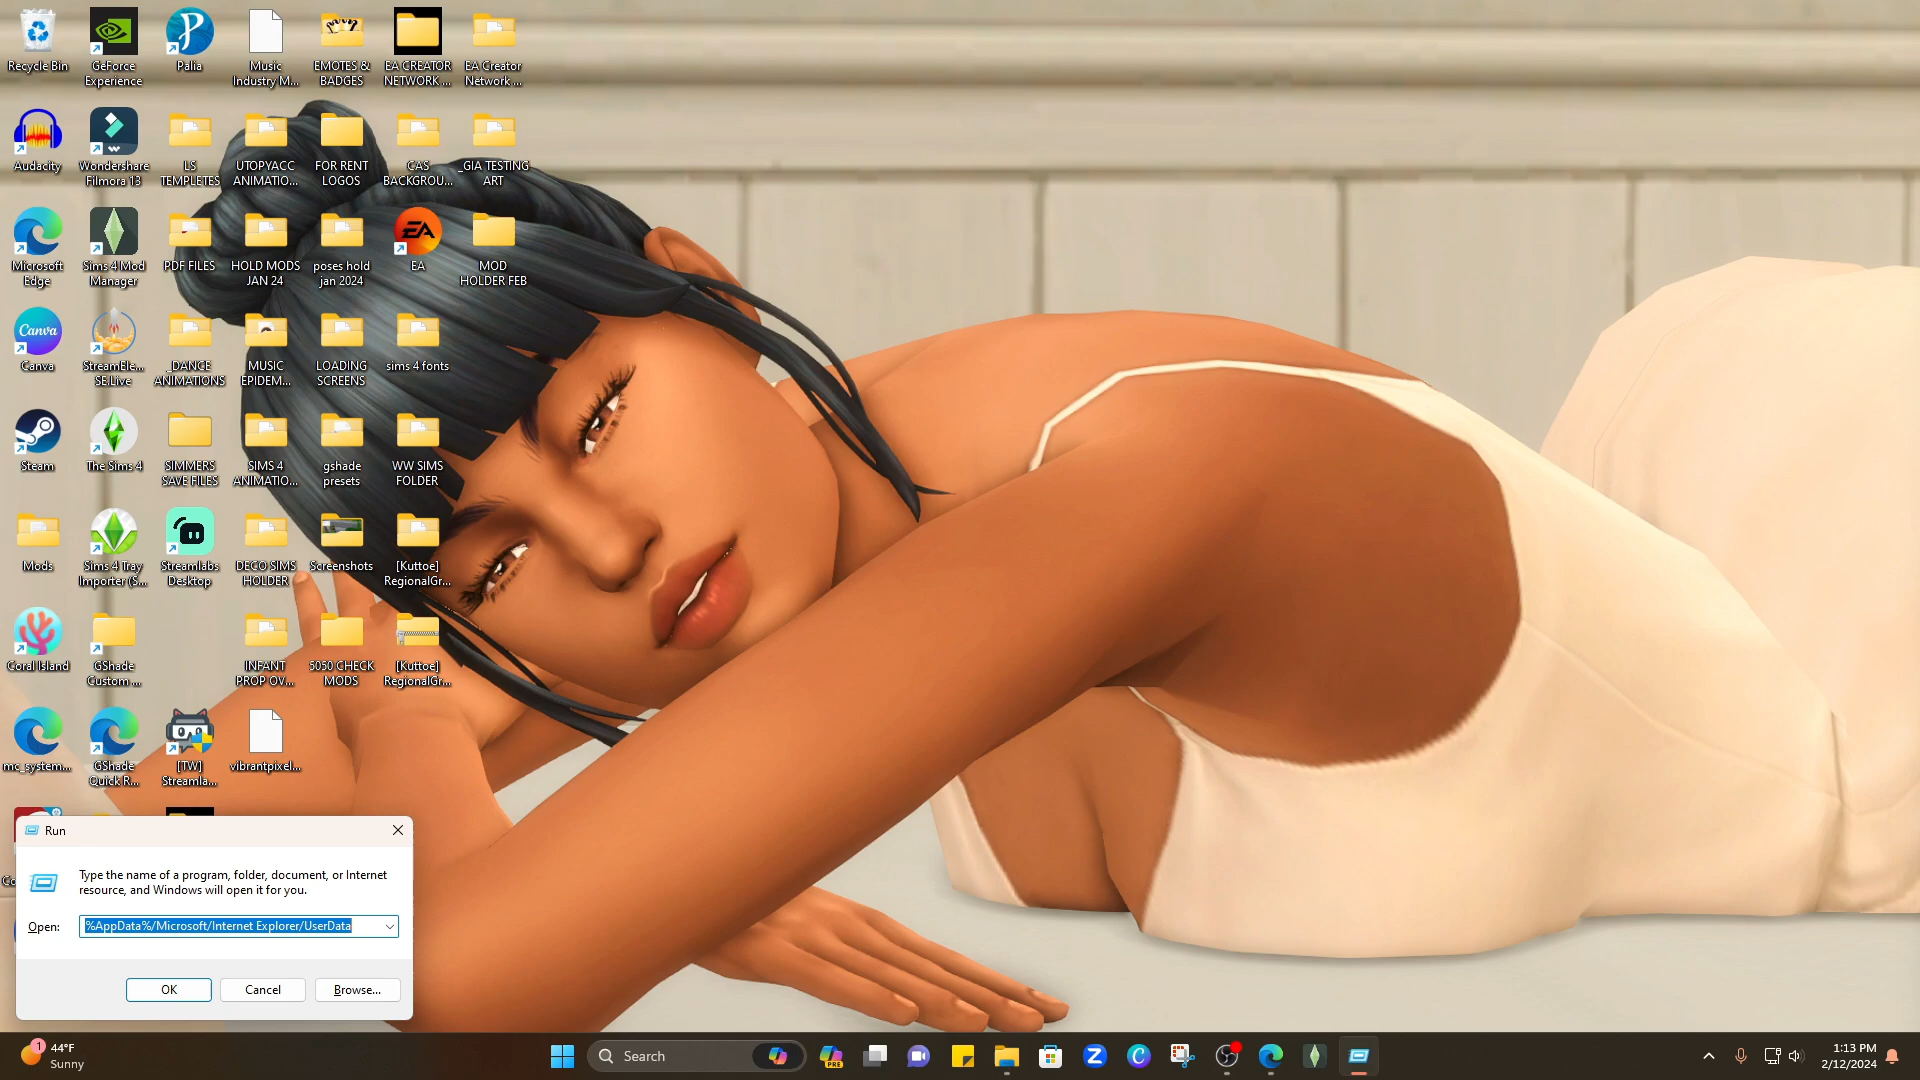 Recycle Bin
GeForce
Experience
Palia
Music
Industry M...
EMOTES &
BADGES
EA CREATOR
NETWORK ...
EA Creator
Network ...
Audacity
Wondershare
Filmora 13
LS
TEMPLETES
UTOPYACC
ANIMATIO...
FOR RENT
LOGOS
CAS
BACKGROU...
_GIA TESTING
ART
Microsoft
Edge
Sims 4 Mod
Manager
PDF FILES
HOLD MODS
JAN 24
poses hold
jan 2024
EA
EA
MOD
HOLDER FEB
Canva
Canva
StreamEle...
SE.Live
_DANCE
ANIMATIONS
MUSIC
EPIDEM...
LOADING
SCREENS
sims 4 fonts
Steam
The Sims 4
SIMMERS
SAVE FILES
SIMS 4
ANIMATIO...
gshade
presets
WW SIMS
FOLDER
Mods
Sims 4 Tray
Importer (S...
Streamlabs
Desktop
DECO SIMS
HOLDER
Screenshots
[Kuttoe]
RegionalGr...
Coral Island
GShade
Custom ...
INFANT
PROP OV...
5050 CHECK
MODS
[Kuttoe]
RegionalGr...
mc_system...
GShade
Quick R...
[TW]
Streamla...
vibrantpixel...
Run
Type the name of a program, folder, document, or Internet
resource, and Windows will open it for you.
Open:
%AppData%/Microsoft/Internet Explorer/UserData
OK
Cancel
Browse...
1
44°F
Sunny
Search
PRE
1:13 PM
2/12/2024